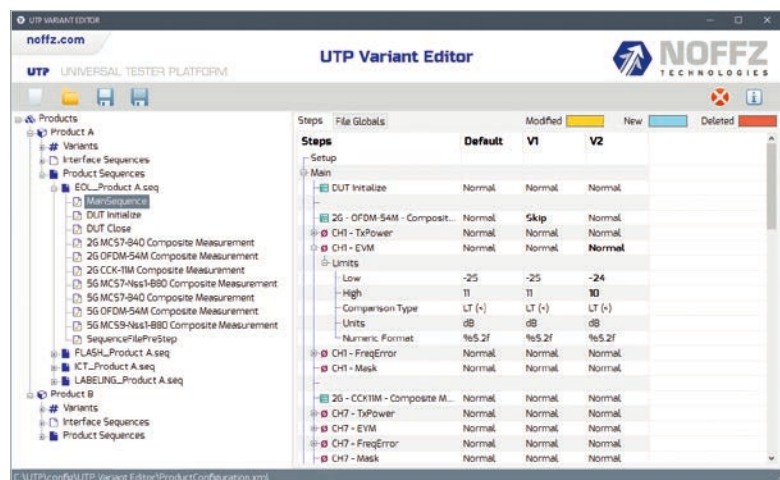 UTP VARIANT EDITOR
noffz.com
UTP UNIVERSAL TESTER PLATFORM
UTP Variant Editor
NOFFZ
TECHNOLOGIES
Products
Product A
Variants
Interface Sequences
Product Sequences
EOL_Product A.seq
MainSequence
DUT Initialize
DUT Close
2G MCS7-B40 Composite Measurement
2G OFDM-54M Composite Measurement
2G CCK-11M Composite Measurement
5G MCS7-Nss1-B80 Composite Measurement
5G MCS7-B40 Composite Measurement
5G OFDM-54M Composite Measurement
5G MCS9-Nss1-B80 Composite Measurement
SequenceFilePreStep
FLASH_Product A.seq
ICT_Product A.seq
LABELING_Product A.seq
Product B
Variants
Interface Sequences
Product Sequences
Steps File Globals Modified New Deleted
Steps Default V1 V2
Setup
Main
DUT Initialize Normal Normal Normal
2G - OFDM-54M - Composit... Normal Skip Normal
CH1 - TxPower Normal Normal Normal
CH1 - EVM Normal Normal Normal
Limits
Low -25 -25 -24
High 11 11 10
Comparison Type LT (<) LT (<) LT (<)
Units dB dB dB
Numeric Format %5.2f %5.2f %5.2f
CH1 - FreqError Normal Normal Normal
CH1 - Mask Normal Normal Normal
2G - CCK11M - Composite M... Normal Normal Normal
CH7 - TxPower Normal Normal Normal
CH7 - EVM Normal Normal Normal
CH7 - FreqError Normal Normal Normal
CH7 - Mask Normal Normal Normal
C:\UTP\config\UTP Variant Editor\ProductConfiguration.xml